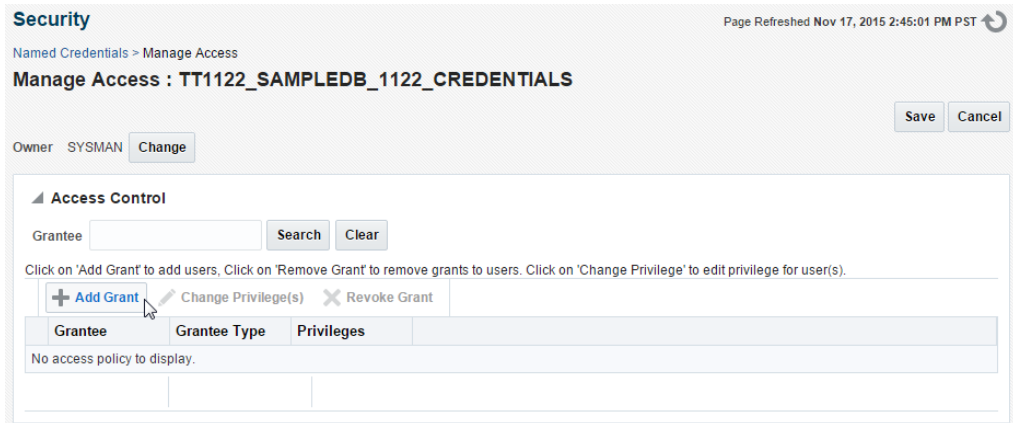 Security
Page Refreshed Nov 17, 2015 2:45:01 PM PST
Named Credentials > Manage Access
Manage Access : TT1122_SAMPLEDB_1122_CREDENTIALS
Save Cancel
Owner SYSMAN Change
Access Control
Grantee Search Clear
Click on 'Add Grant' to add users, Click on 'Remove Grant' to remove grants to users. Click on 'Change Privilege' to edit privilege for user(s).
Add Grant Change Privilege(s) Revoke Grant
Grantee Grantee Type Privileges
No access policy to display.